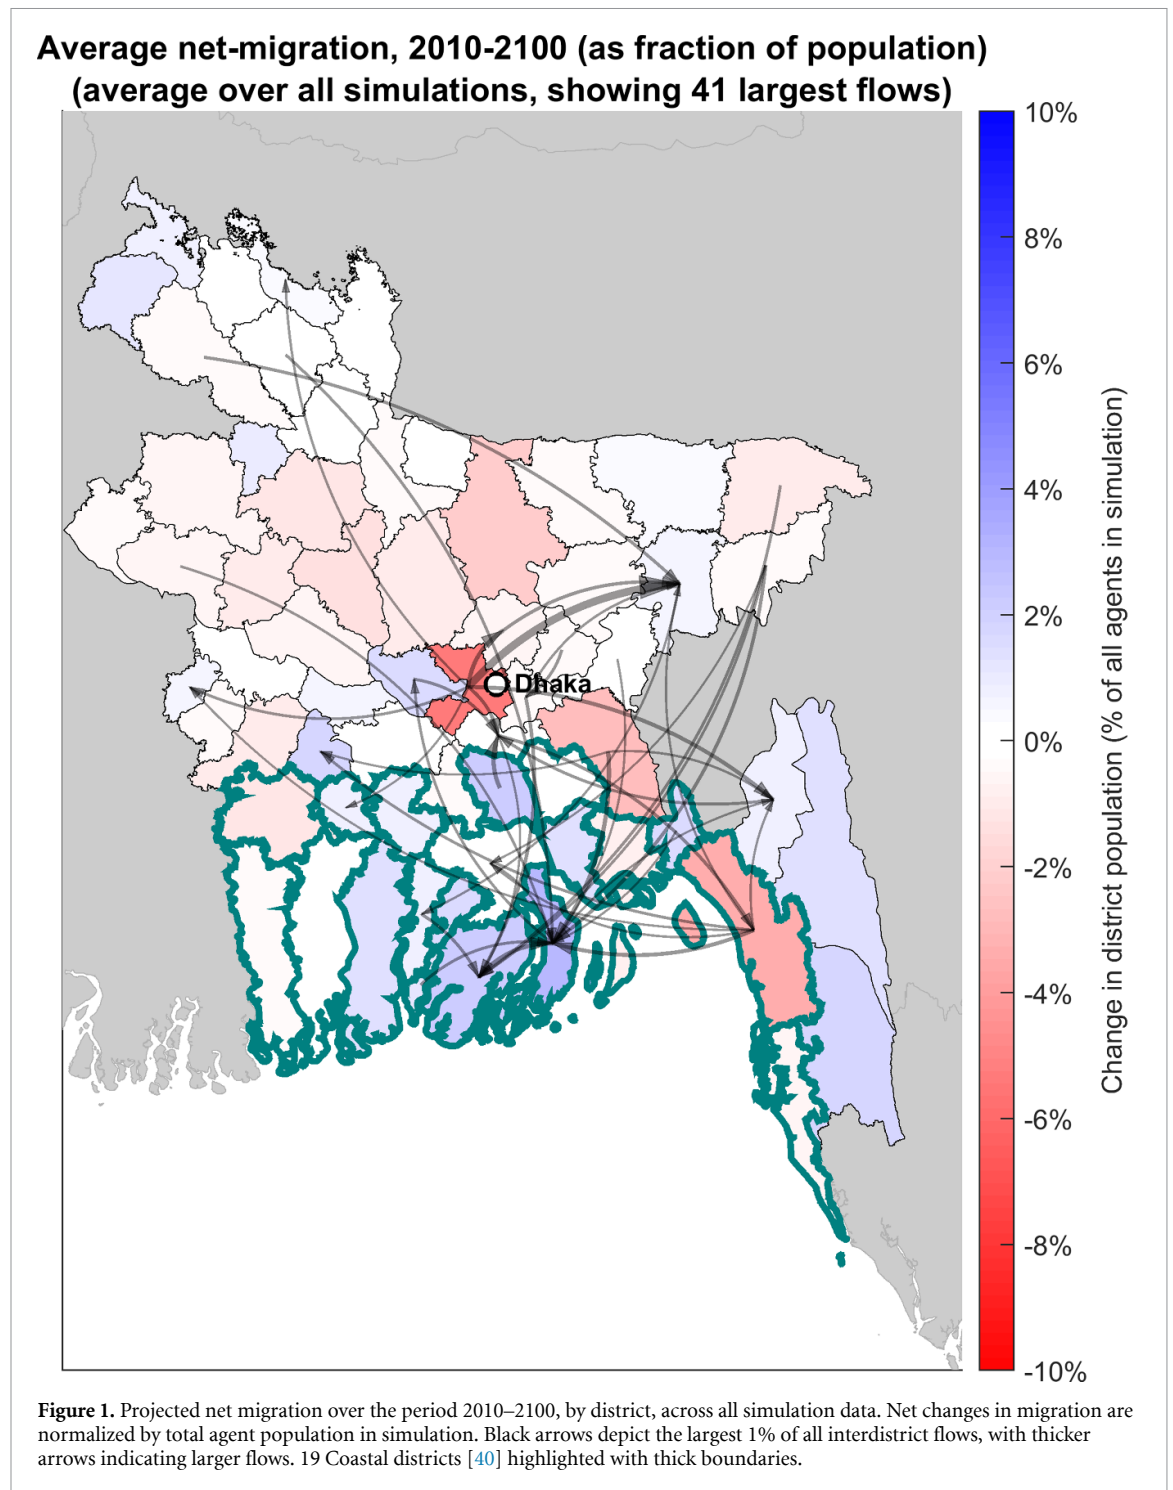 Average net-migration, 2010-2100 (as fraction of population)
(average over all simulations, showing 41 largest flows)
10%
8%
6%
4%
2%
0%
-2%
-4%
-6%
-8%
-10%
Change in district population (% of all agents in simulation)
Dhaka
Figure 1. Projected net migration over the period 2010–2100, by district, across all simulation data. Net changes in migration are
normalized by total agent population in simulation. Black arrows depict the largest 1% of all interdistrict flows, with thicker
arrows indicating larger flows. 19 Coastal districts [40] highlighted with thick boundaries.